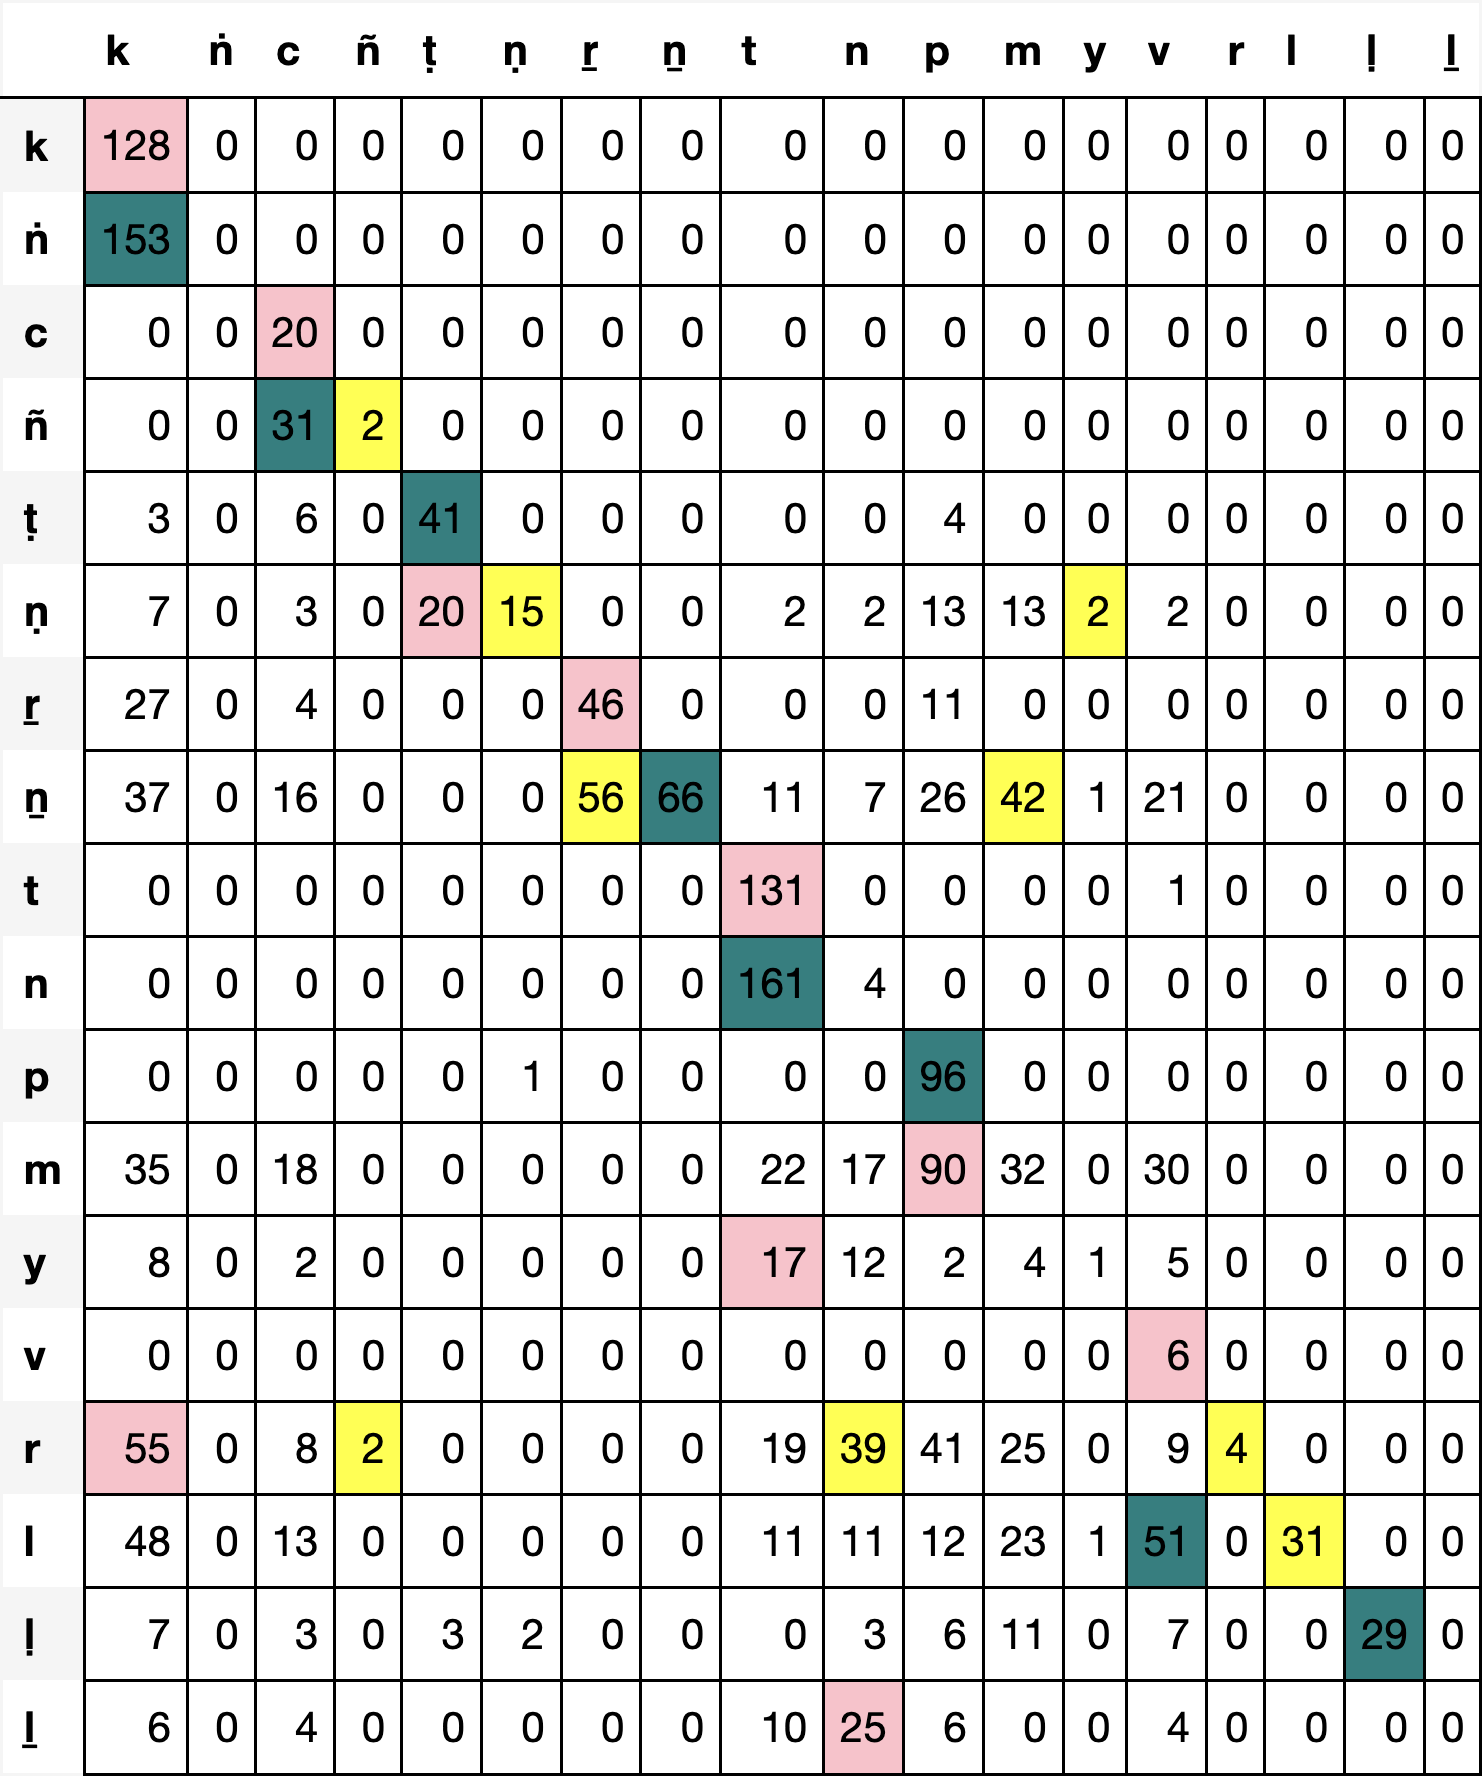 k ṅ c ñ ṭ ṇ ṟ ṉ t n p m y v r l ḷ ḻ
k 128 0 0 0 0 0 0 0 0 0 0 0 0 0 0 0 0 0
ṅ 153 0 0 0 0 0 0 0 0 0 0 0 0 0 0 0 0 0
c 0 0 20 0 0 0 0 0 0 0 0 0 0 0 0 0 0 0
ñ 0 0 31 2 0 0 0 0 0 0 0 0 0 0 0 0 0 0
ṭ 3 0 6 0 41 0 0 0 0 0 4 0 0 0 0 0 0 0
ṇ 7 0 3 0 20 15 0 0 2 2 13 13 2 2 0 0 0 0
ṟ 27 0 4 0 0 0 46 0 0 0 11 0 0 0 0 0 0 0
ṉ 37 0 16 0 0 0 56 66 11 7 26 42 1 21 0 0 0 0
t 0 0 0 0 0 0 0 0 131 0 0 0 0 1 0 0 0 0
n 0 0 0 0 0 0 0 0 161 4 0 0 0 0 0 0 0 0
p 0 0 0 0 0 1 0 0 0 0 96 0 0 0 0 0 0 0
m 35 0 18 0 0 0 0 0 22 17 90 32 0 30 0 0 0 0
y 8 0 2 0 0 0 0 0 17 12 2 4 1 5 0 0 0 0
v 0 0 0 0 0 0 0 0 0 0 0 0 0 6 0 0 0 0
r 55 0 8 2 0 0 0 0 19 39 41 25 0 9 4 0 0 0
l 48 0 13 0 0 0 0 0 11 11 12 23 1 51 0 31 0 0
ḷ 7 0 3 0 3 2 0 0 0 3 6 11 0 7 0 0 29 0
ḻ 6 0 4 0 0 0 0 0 10 25 6 0 0 4 0 0 0 0